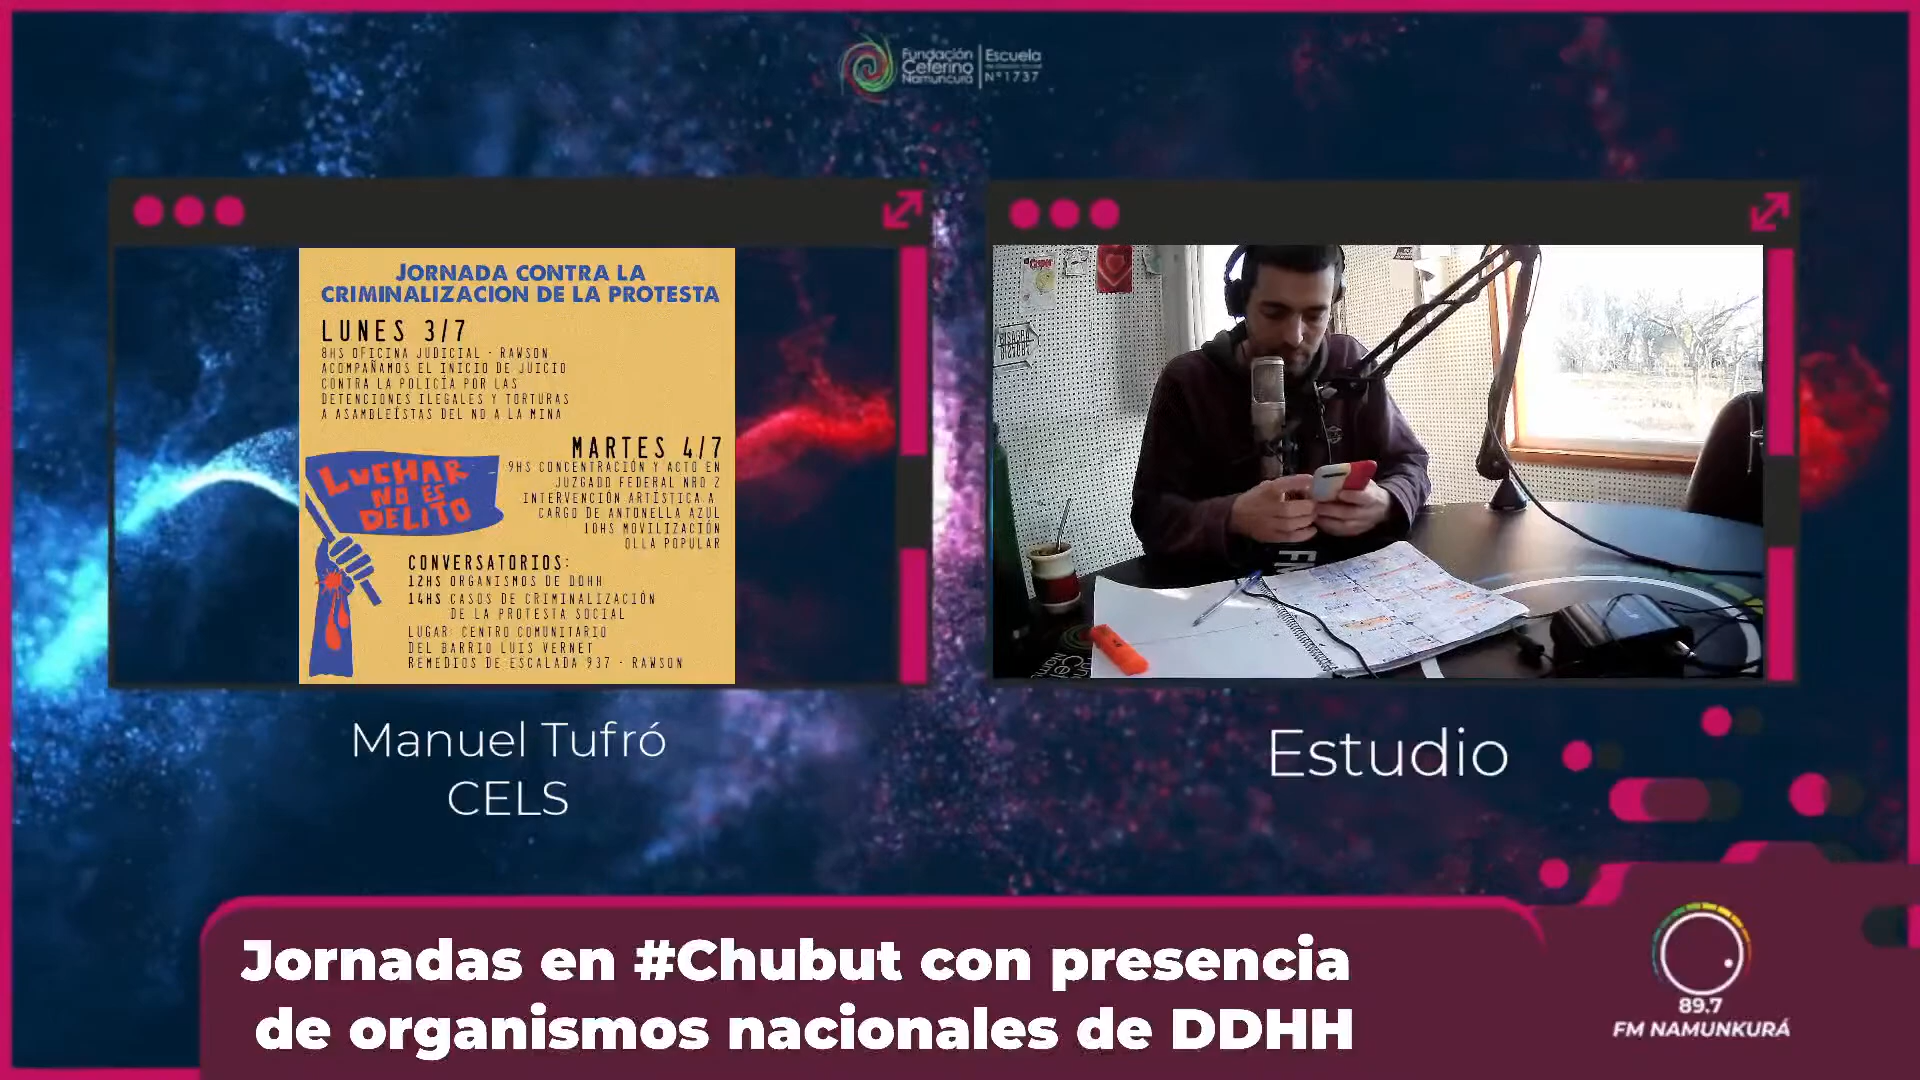 Fundación
Ceferino
Namuncura
Escuela
Nº1737
JORNADA CONTRA LA
CRIMINALIZACION DE LA PROTESTA
LUNES 3/7
8HS OFICINA JUDICIAL - RAWSON
ACOMPAÑAMOS EL INICIO DE JUICIO
CONTRA LA POLICÍA POR LAS
DETENCIONES ILEGALES Y TORTURAS
A ASAMBLEÍSTAS DEL NO A LA MINA
MARTES 4/7
9HS CONCENTRACIÓN Y ACTO EN
JUZGADO FEDERAL NRO 2
INTERVENCIÓN ARTÍSTICA A
CARGO DE ANTONELLA AZUL
10HS MOVILIZACIÓN
OLLA POPULAR
LUCHAR
NO ES
DELITO
CONVERSATORIOS:
12HS ORGANISMOS DE DDHH
14HS CASOS DE CRIMINALIZACIÓN
DE LA PROTESTA SOCIAL
LUGAR: CENTRO COMUNITARIO
DEL BARRIO LUIS VERNET
REMEDIOS DE ESCALADA 937 - RAWSON
Casper
Manuel Tufró
CELS
Estudio
Jornadas en #Chubut con presencia
de organismos nacionales de DDHH
89.7
FM NAMUNKURÁ